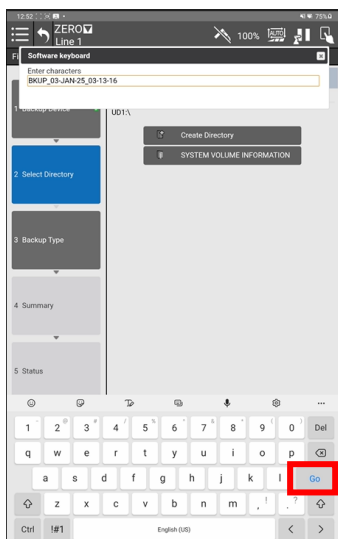 12:52
75%
ZERO
Line 1
100%
AUTO
Fi
Software keyboard
Enter characters
BKUP_03-JAN-25_03-13-16
1 Backup Device
UD1:\
Create Directory
SYSTEM VOLUME INFORMATION
2 Select Directory
3 Backup Type
4 Summary
5 Status
1 2 3 4 5 6 7 8 9 0 Del
q w e r t y u i o p
a s d f g h j k l Go
z x c v b n m , ! . ?
Ctrl !#1 English (US) < >